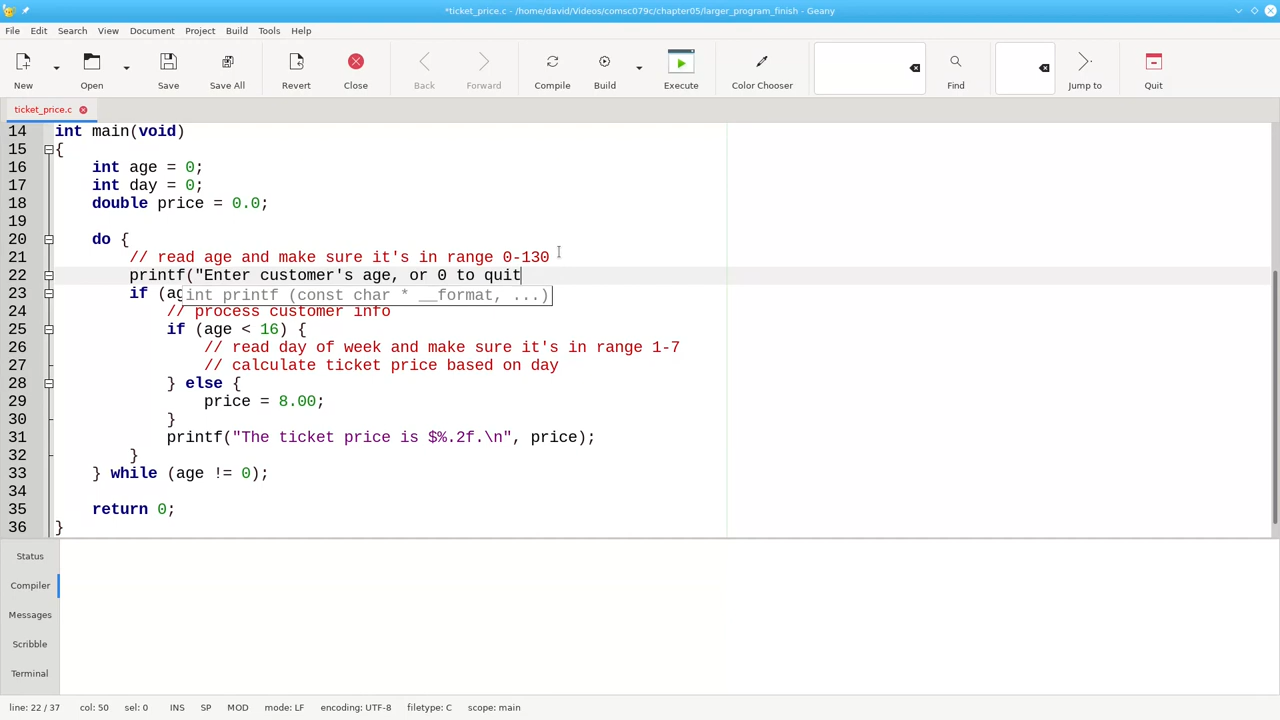 *ticket_price.c - /home/david/Videos/comsc079c/chapter05/larger_program_finish - Geany
File Edit Search View Document Project Build Tools Help
New Open Save Save All Revert Close Back Forward Compile Build Execute Color Chooser Find Jump to Quit
ticket_price.c
14 int main(void)
15 {
16 int age = 0;
17 int day = 0;
18 double price = 0.0;
19
20 do {
21 // read age and make sure it's in range 0-130
22 printf("Enter customer's age, or 0 to quit
23 if (ag
int printf (const char * __format, ...)
24 // process customer info
25 if (age < 16) {
26 // read day of week and make sure it's in range 1-7
27 // calculate ticket price based on day
28 } else {
29 price = 8.00;
30 }
31 printf("The ticket price is $%.2f.\n", price);
32 }
33 } while (age != 0);
34
35 return 0;
36 }
Status
Compiler
Messages
Scribble
Terminal
line: 22 / 37 col: 50 sel: 0 INS SP MOD mode: LF encoding: UTF-8 filetype: C scope: main